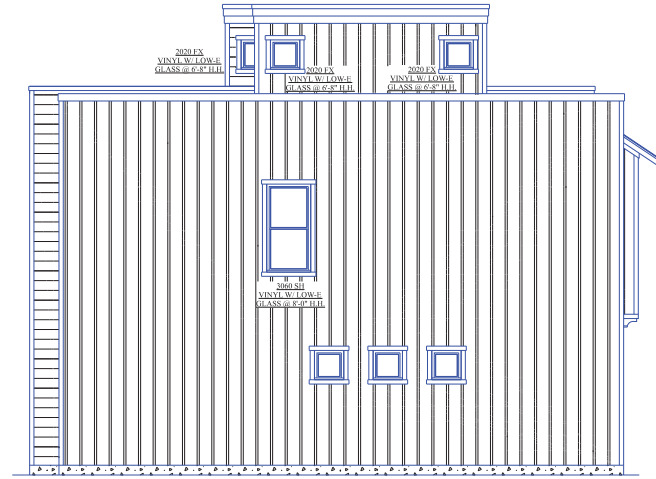 2020 FX
VINYL W/ LOW-E
GLASS @ 6'-8" H.H.
2020 FX
VINYL W/ LOW-E
GLASS @ 6'-8" H.H.
2020 FX
VINYL W/ LOW-E
GLASS @ 6'-8" H.H.
3060 SH
VINYL W/ LOW-E
GLASS @ 8'-0" H.H.